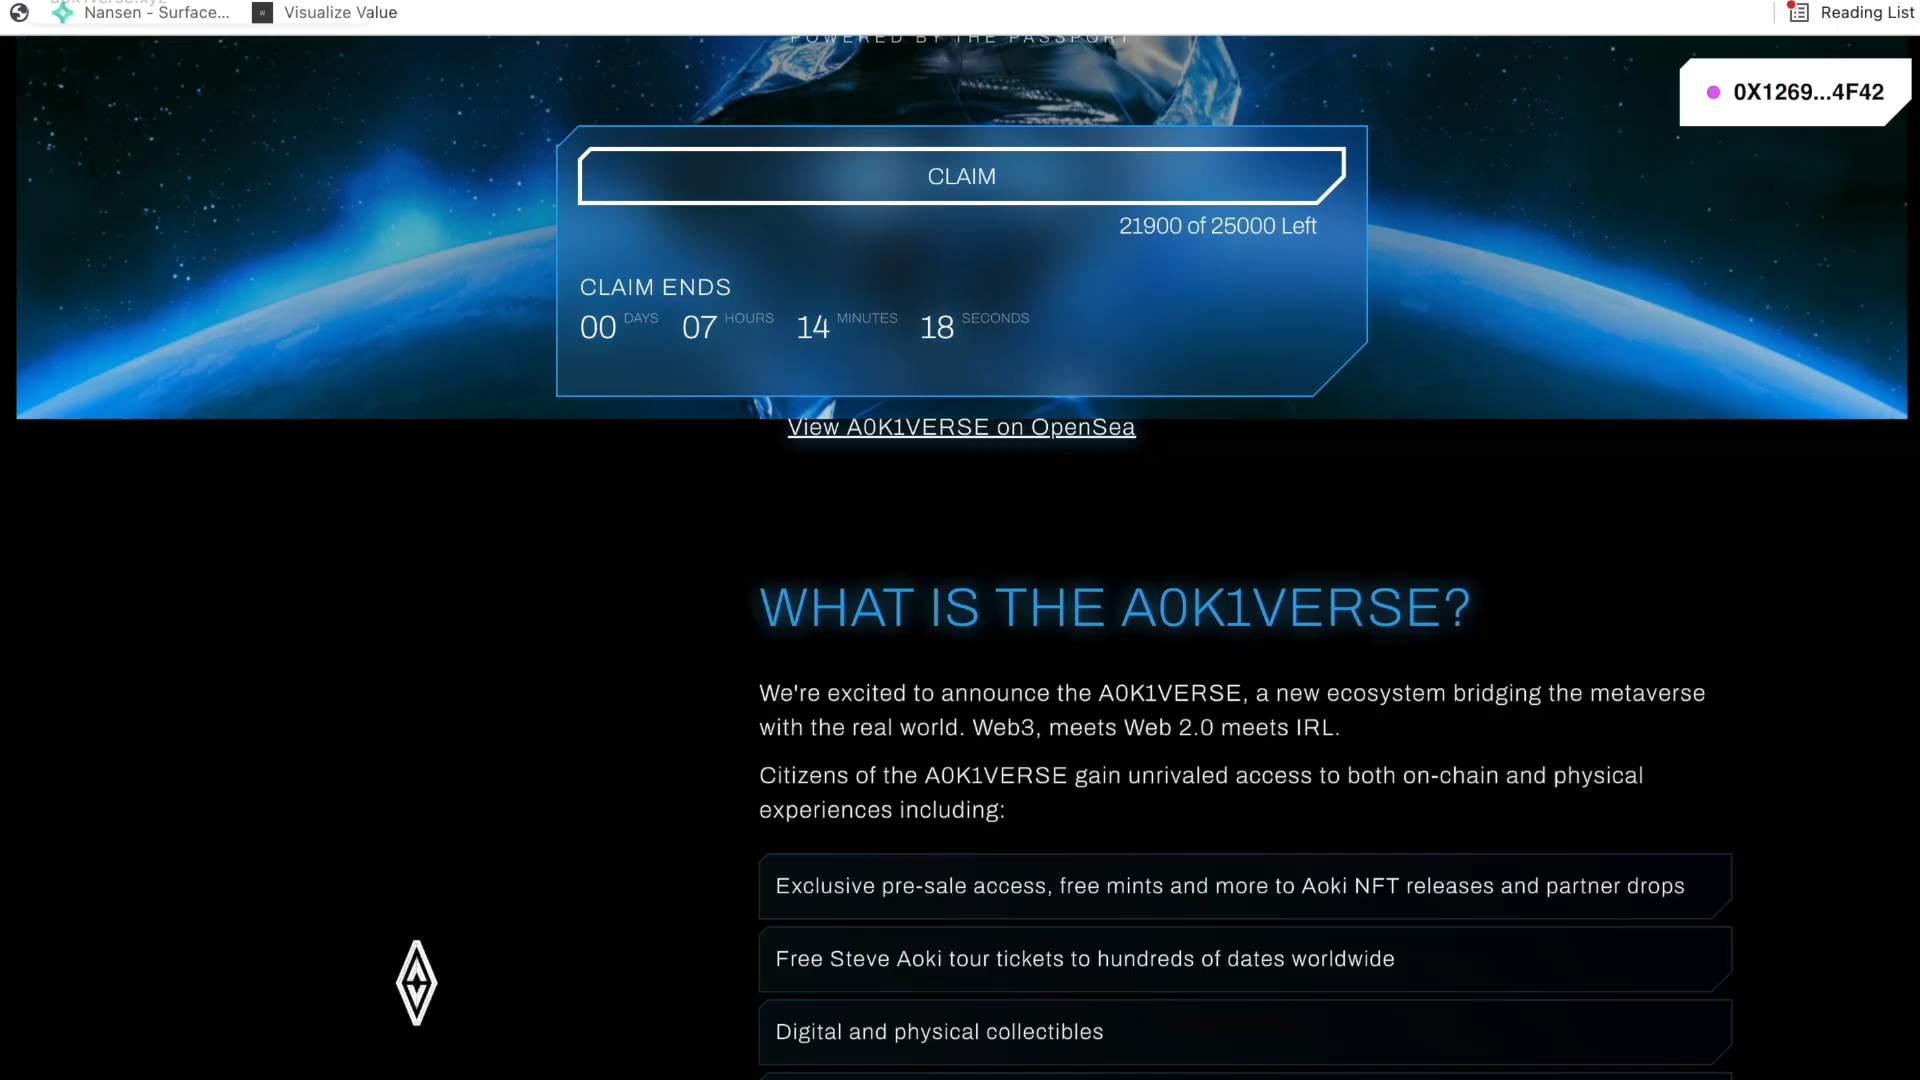 Nansen - Surface...
Visualize Value
Reading List
POWERED BY THE PASSPORT
0X1269...4F42
CLAIM
21900 of 25000 Left
CLAIM ENDS
00 DAYS 07 HOURS 14 MINUTES 18 SECONDS
View A0K1VERSE on OpenSea
WHAT IS THE A0K1VERSE?
We're excited to announce the A0K1VERSE, a new ecosystem bridging the metaverse
with the real world. Web3, meets Web 2.0 meets IRL.
Citizens of the A0K1VERSE gain unrivaled access to both on-chain and physical
experiences including:
Exclusive pre-sale access, free mints and more to Aoki NFT releases and partner drops
Free Steve Aoki tour tickets to hundreds of dates worldwide
Digital and physical collectibles